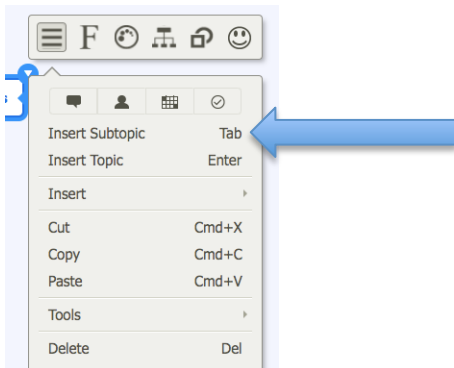 F
s
Insert Subtopic Tab
Insert Topic Enter
Insert
Cut Cmd+X
Copy Cmd+C
Paste Cmd+V
Tools
Delete Del